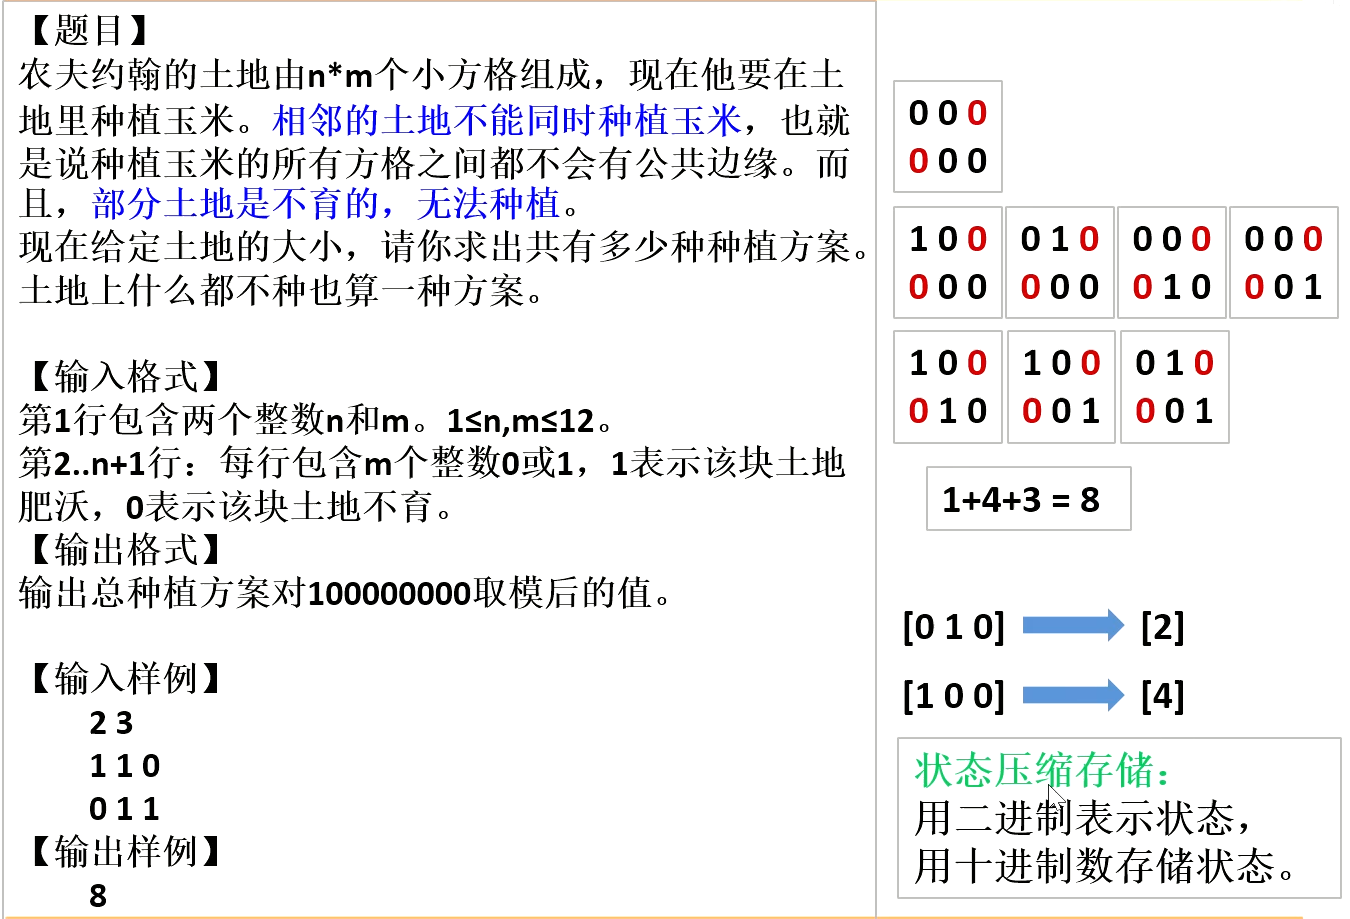 【题目】
农夫约翰的土地由n*m个小方格组成，现在他要在土
地里种植玉米。相邻的土地不能同时种植玉米，也就
是说种植玉米的所有方格之间都不会有公共边缘。而
且，部分土地是不育的，无法种植。
现在给定土地的大小，请你求出共有多少种种植方案。
土地上什么都不种也算一种方案。
【输入格式】
第1行包含两个整数n和m。1≤n,m≤12。
第2..n+1行：每行包含m个整数0或1，1表示该块土地
肥沃，0表示该块土地不育。
【输出格式】
输出总种植方案对100000000取模后的值。
【输入样例】
2 3
1 1 0
0 1 1
【输出样例】
8
0 0 0
0 0 0
1 0 0
0 0 0
0 1 0
0 0 0
0 0 0
0 1 0
0 0 0
0 0 1
1 0 0
0 1 0
1 0 0
0 0 1
0 1 0
0 0 1
1+4+3 = 8
[0 1 0] [2]
[1 0 0] [4]
状态压缩存储：
用二进制表示状态，
用十进制数存储状态。